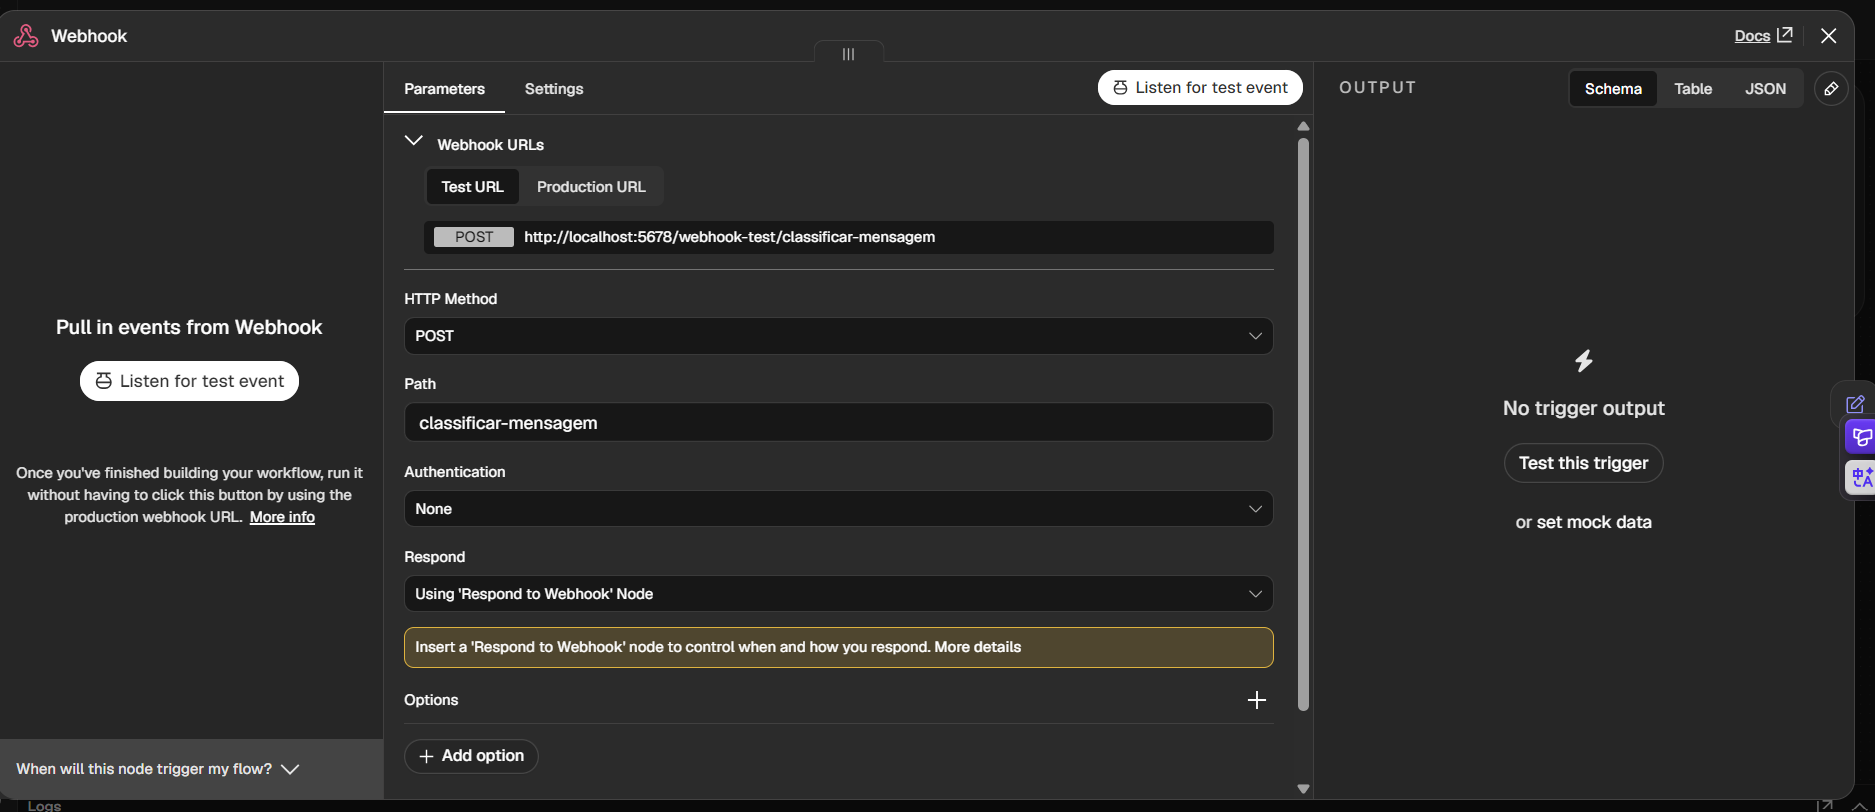 Webhook
Docs
Parameters
Settings
Listen for test event
OUTPUT
Schema
Table
JSON
Webhook URLs
Test URL
Production URL
POST
http://localhost:5678/webhook-test/classificar-mensagem
HTTP Method
POST
Path
classificar-mensagem
Authentication
None
Respond
Using 'Respond to Webhook' Node
Insert a 'Respond to Webhook' node to control when and how you respond. More details
Options
Add option
Pull in events from Webhook
Listen for test event
Once you've finished building your workflow, run it
without having to click this button by using the
production webhook URL. More info
When will this node trigger my flow?
No trigger output
Test this trigger
or set mock data
Logs